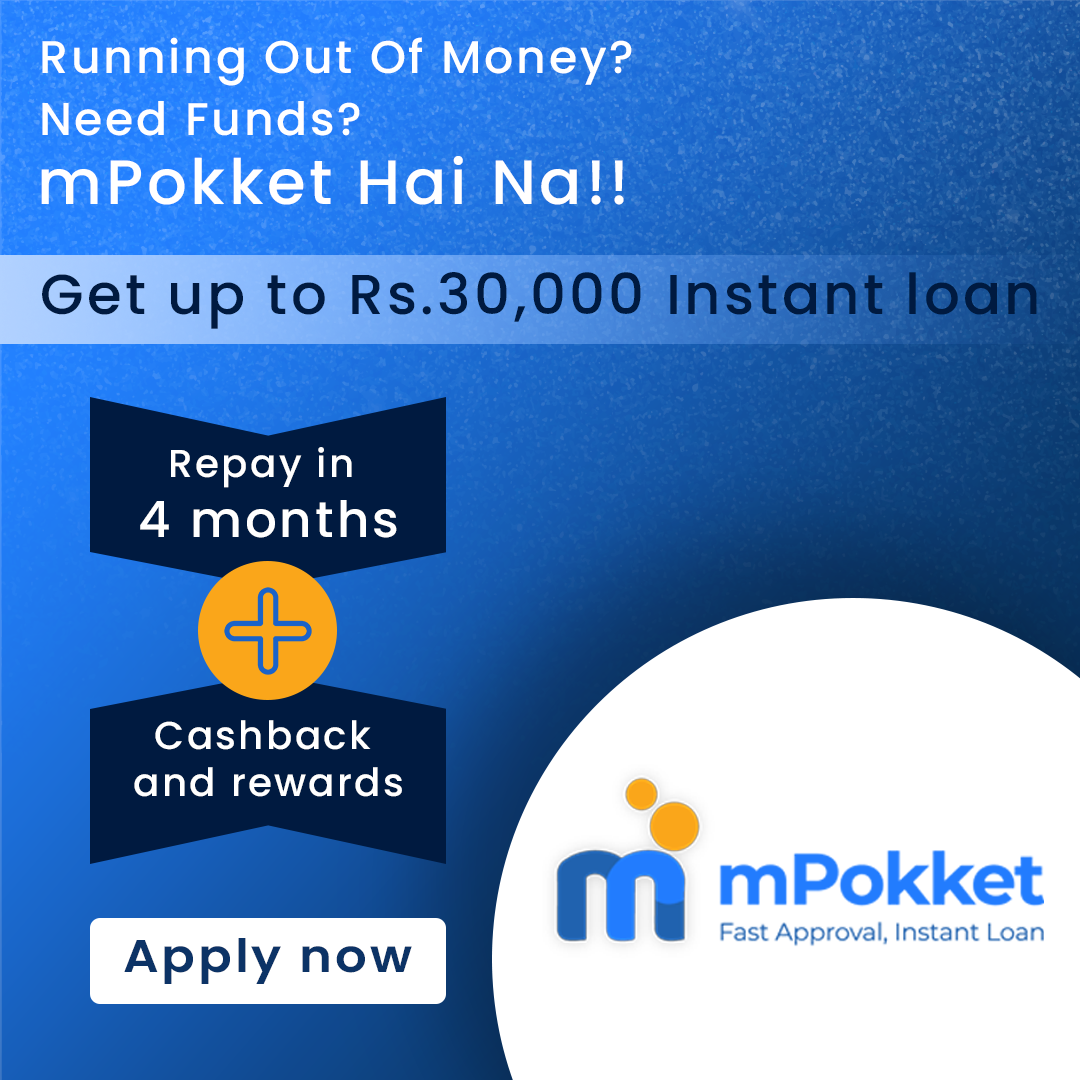 Running Out Of Money?
Need Funds?
mPokket Hai Na!!
Get up to Rs.30,000 Instant loan
Repay in
4 months
Cashback
and rewards
Apply now
mPokket
Fast Approval, Instant Loan